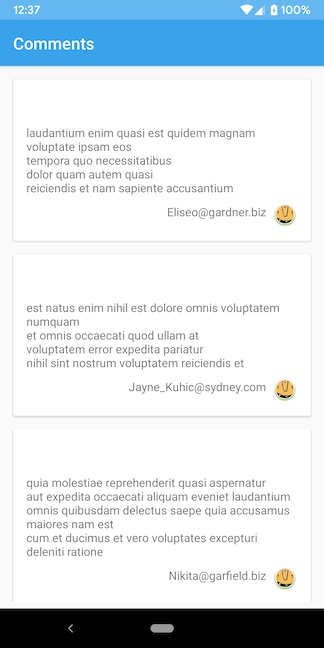 12:37
100%
Comments
laudantium enim quasi est quidem magnam
voluptate ipsam eos
tempora quo necessitatibus
dolor quam autem quasi
reiciendis et nam sapiente accusantium
Eliseo@gardner.biz
est natus enim nihil est dolore omnis voluptatem
numquam
et omnis occaecati quod ullam at
voluptatem error expedita pariatur
nihil sint nostrum voluptatem reiciendis et
Jayne_Kuhic@sydney.com
quia molestiae reprehenderit quasi aspernatur
aut expedita occaecati aliquam eveniet laudantium
omnis quibusdam delectus saepe quia accusamus
maiores nam est
cum et ducimus et vero voluptates excepturi
deleniti ratione
Nikita@garfield.biz